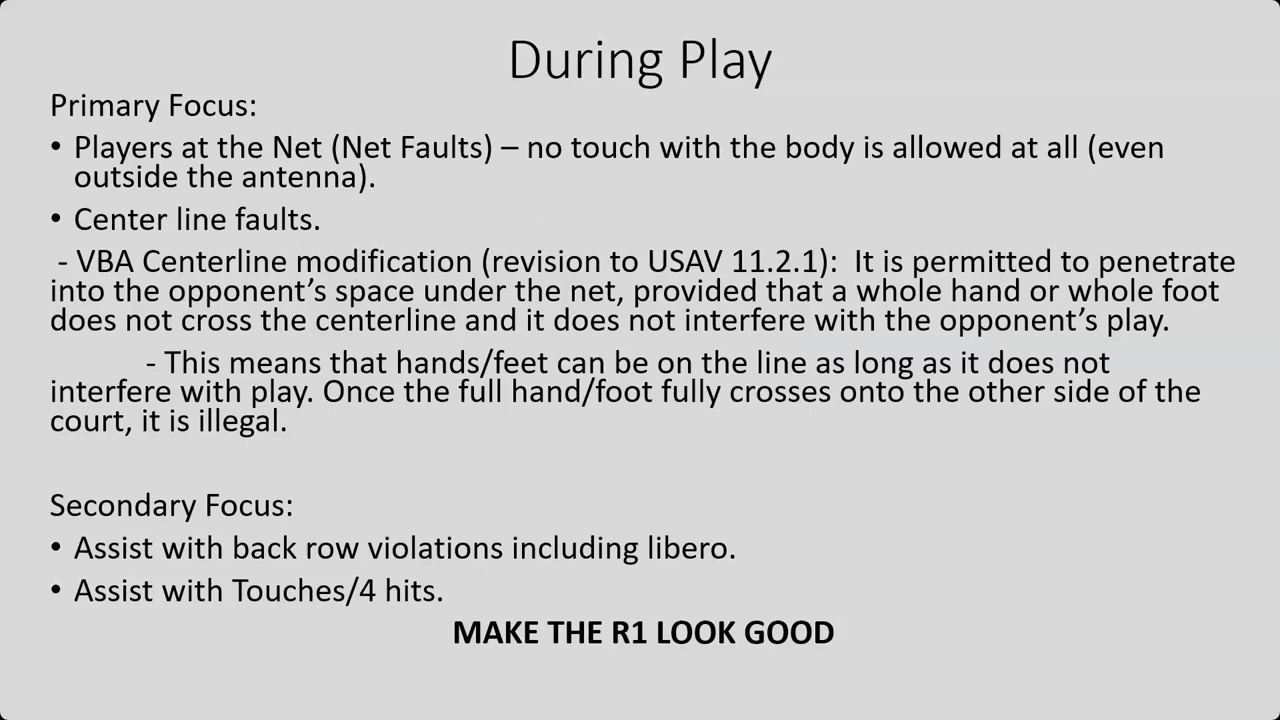 During Play
Primary Focus:
• Players at the Net (Net Faults) – no touch with the body is allowed at all (even
outside the antenna).
• Center line faults.
- VBA Centerline modification (revision to USAV 11.2.1):  It is permitted to penetrate
into the opponent’s space under the net, provided that a whole hand or whole foot
does not cross the centerline and it does not interfere with the opponent’s play.
- This means that hands/feet can be on the line as long as it does not
interfere with play. Once the full hand/foot fully crosses onto the other side of the
court, it is illegal.
Secondary Focus:
• Assist with back row violations including libero.
• Assist with Touches/4 hits.
MAKE THE R1 LOOK GOOD